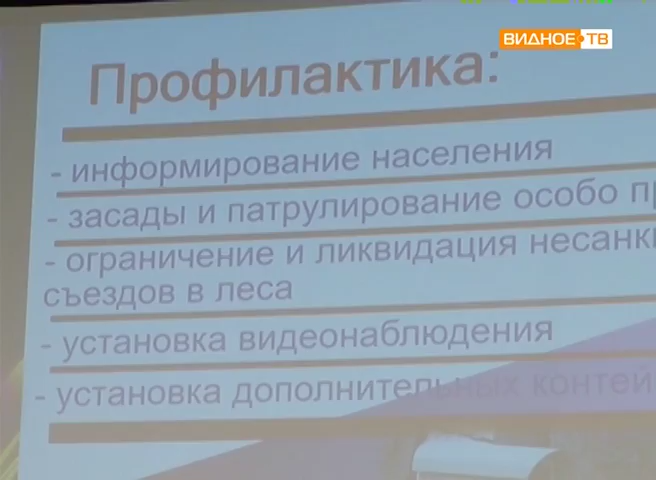 ВИДНОЕ ТВ
Профилактика:
- информирование населения
- засады и патрулирование особо
- ограничение и ликвидация
съездов в леса
- установка видеонаблюдения
- установка дополнительных